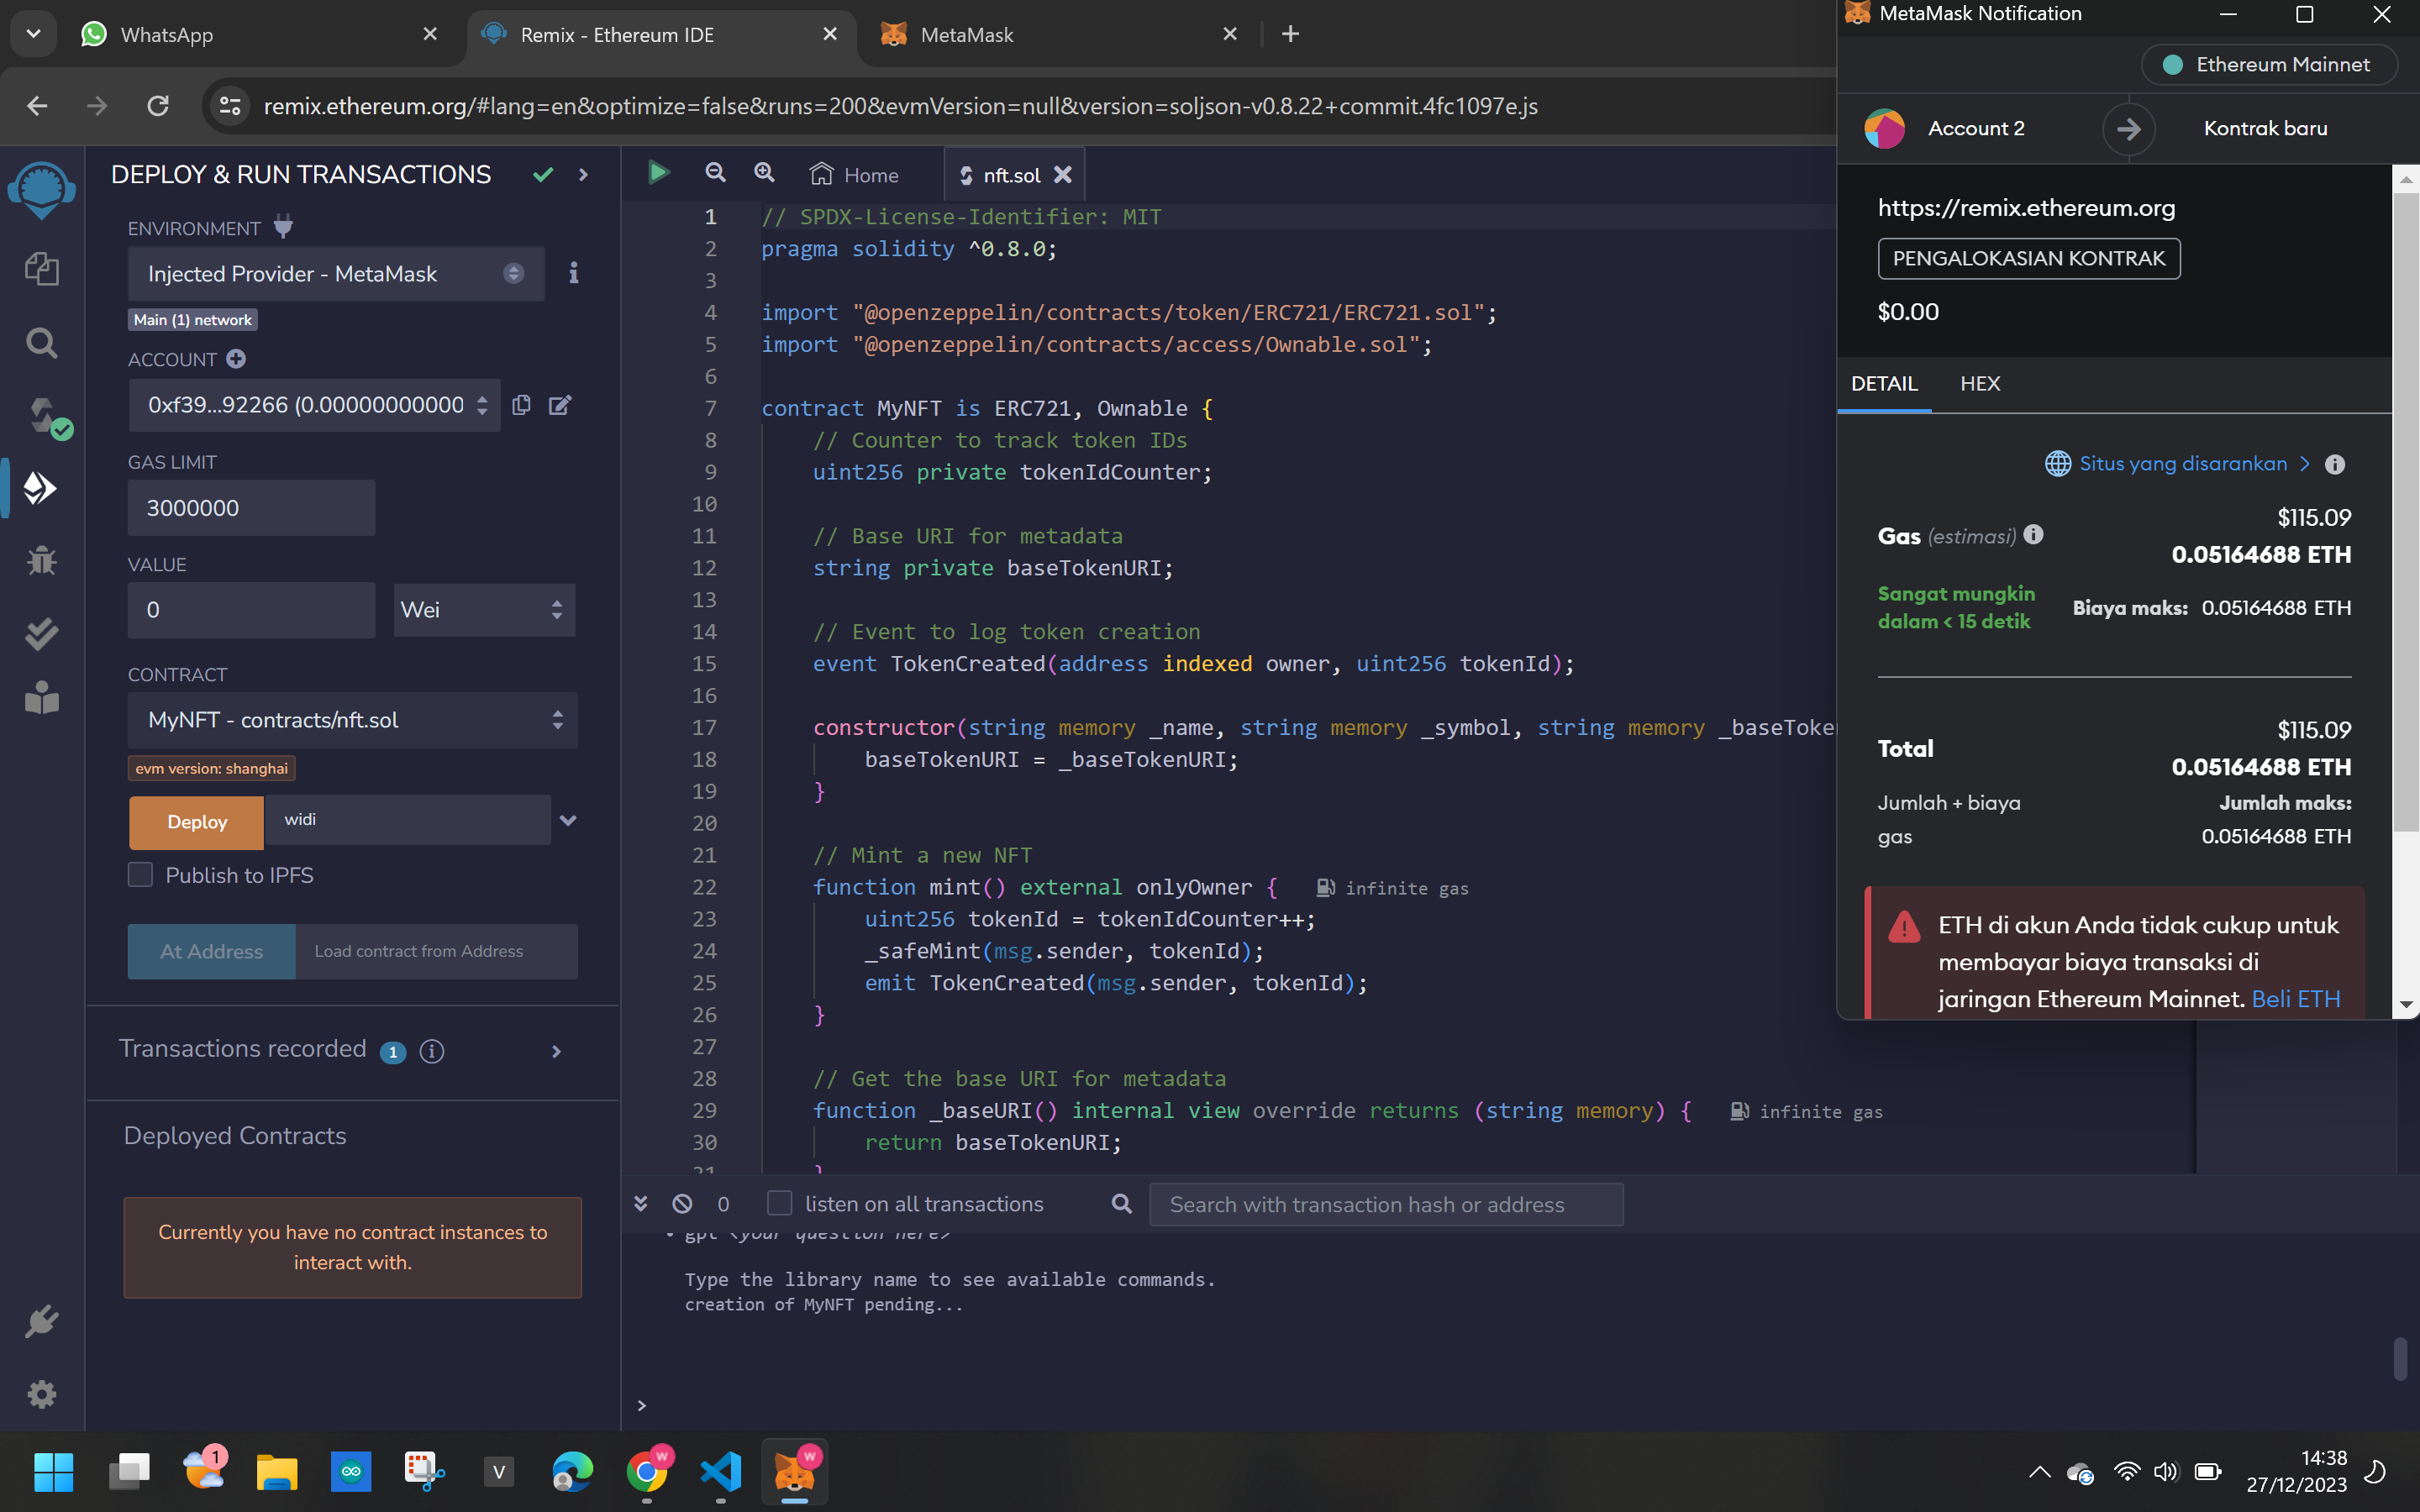 WhatsApp
Remix - Ethereum IDE
MetaMask
MetaMask Notification
remix.ethereum.org/#lang=en&optimize=false&runs=200&evmVersion=null&version=soljson-v0.8.22+commit.4fc1097e.js
Ethereum Mainnet
Account 2
Kontrak baru
https://remix.ethereum.org
PENGALOKASIAN KONTRAK
$0.00
DETAIL
HEX
Situs yang disarankan >
Gas (estimasi)
$115.09
0.05164688 ETH
Sangat mungkin
dalam < 15 detik
Biaya maks: 0.05164688 ETH
Total
$115.09
0.05164688 ETH
Jumlah + biaya
gas
Jumlah maks:
0.05164688 ETH
ETH di akun Anda tidak cukup untuk
membayar biaya transaksi di
jaringan Ethereum Mainnet. Beli ETH
DEPLOY & RUN TRANSACTIONS
ENVIRONMENT
Injected Provider - MetaMask
Main (1) network
ACCOUNT
0xf39...92266 (0.00000000000
GAS LIMIT
3000000
VALUE
0
Wei
CONTRACT
MyNFT - contracts/nft.sol
evm version: shanghai
Deploy
widi
Publish to IPFS
At Address
Load contract from Address
Transactions recorded 1
Deployed Contracts
Currently you have no contract instances to
interact with.
Home
nft.sol
1 // SPDX-License-Identifier: MIT
2 pragma solidity ^0.8.0;
3
4 import "@openzeppelin/contracts/token/ERC721/ERC721.sol";
5 import "@openzeppelin/contracts/access/Ownable.sol";
6
7 contract MyNFT is ERC721, Ownable {
8 // Counter to track token IDs
9 uint256 private tokenIdCounter;
10
11 // Base URI for metadata
12 string private baseTokenURI;
13
14 // Event to log token creation
15 event TokenCreated(address indexed owner, uint256 tokenId);
16
17 constructor(string memory _name, string memory _symbol, string memory _baseToken
18 baseTokenURI = _baseTokenURI;
19 }
20
21 // Mint a new NFT
22 function mint() external onlyOwner { infinite gas
23 uint256 tokenId = tokenIdCounter++;
24 _safeMint(msg.sender, tokenId);
25 emit TokenCreated(msg.sender, tokenId);
26 }
27
28 // Get the base URI for metadata
29 function _baseURI() internal view override returns (string memory) { infinite gas
30 return baseTokenURI;
31 }
0
listen on all transactions
Search with transaction hash or address
• gpt <your question here>
Type the library name to see available commands.
creation of MyNFT pending...
>
1
V
W
W
14:38
27/12/2023